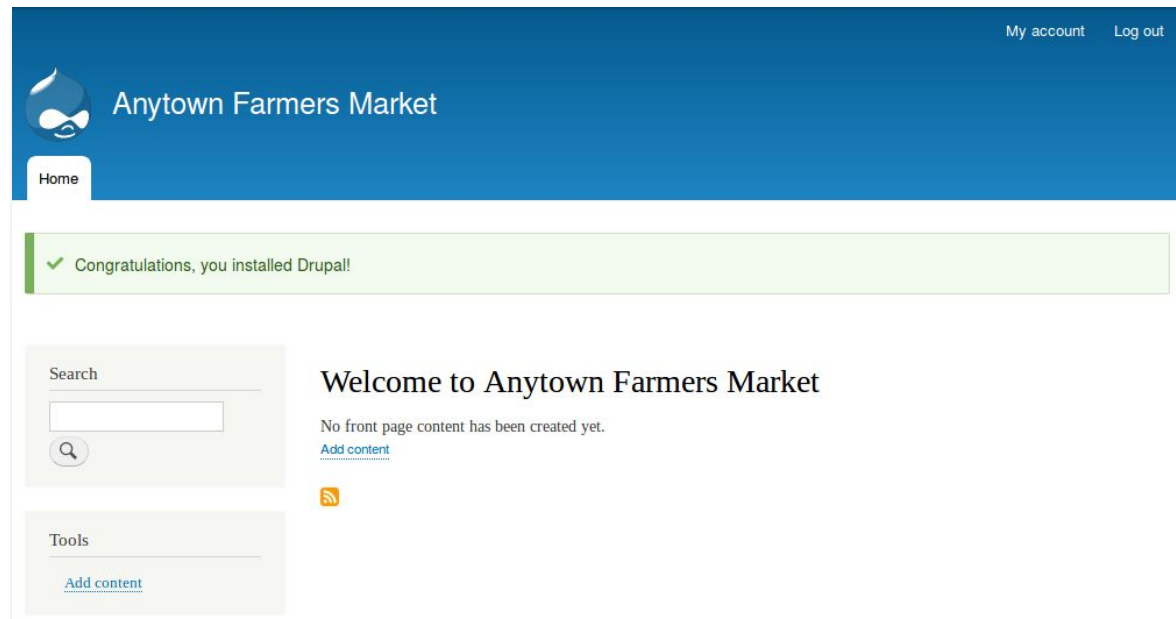 My account Log out
Anytown Farmers Market
Home
Congratulations, you installed Drupal!
Search
Welcome to Anytown Farmers Market
No front page content has been created yet.
Add content
Tools
Add content